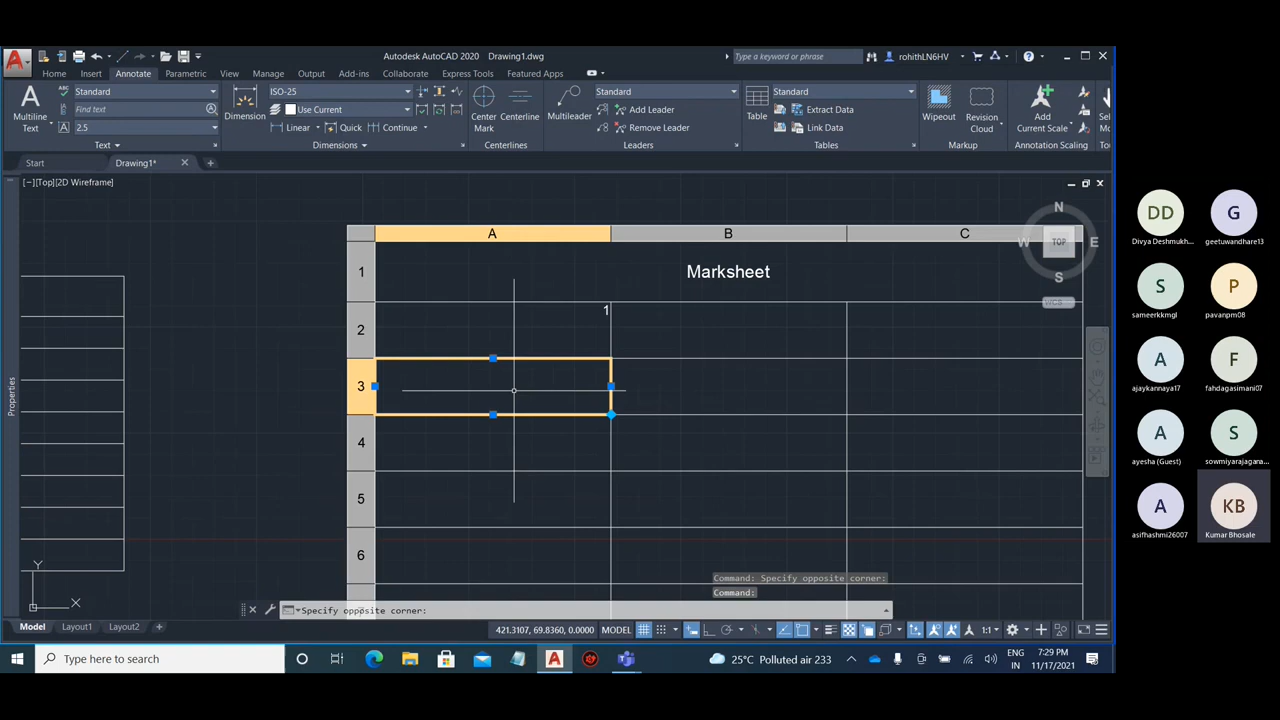 Autodesk AutoCAD 2020 Drawing1.dwg
Type a keyword or phrase
rohithLN6HV
Home Insert Annotate Parametric View Manage Output Add-ins Collaborate Express Tools Featured Apps
Multiline Text
Standard
Find text
2.5
Text
Dimension
ISO-25
Use Current
Linear Quick Continue
Dimensions
Center Mark
Centerline
Centerlines
Multileader
Standard
Add Leader
Remove Leader
Leaders
Table
Standard
Extract Data
Link Data
Tables
Wipeout
Revision Cloud
Markup
Add Current Scale
Annotation Scaling
Start Drawing1*
[−][Top][2D Wireframe]
Properties
A B C
1 Marksheet
2 1
3
4
5
6
N
W TOP E
S
WCS
Y
X
Command: Specify opposite corner:
Command:
Specify opposite corner:
Model Layout1 Layout2
421.3107, 69.8360, 0.0000 MODEL
1:1
Type here to search
25°C Polluted air 233
ENG
IN
7:29 PM
11/17/2021
DD G
Divya Deshmukh... geetuwandhare13
S P
sameerkkmgl pavanpm08
A F
ajaykannaya17 fahdagasimani07
A S
ayesha (Guest) sowmiyarajagana...
A KB
asifhashmi26007 Kumar Bhosale